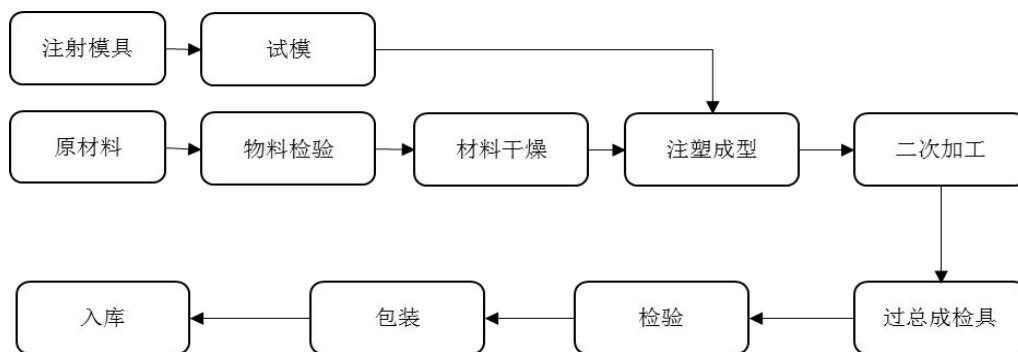 注射模具
试模
原材料
物料检验
材料干燥
注塑成型
二次加工
入库
包装
检验
过总成检具